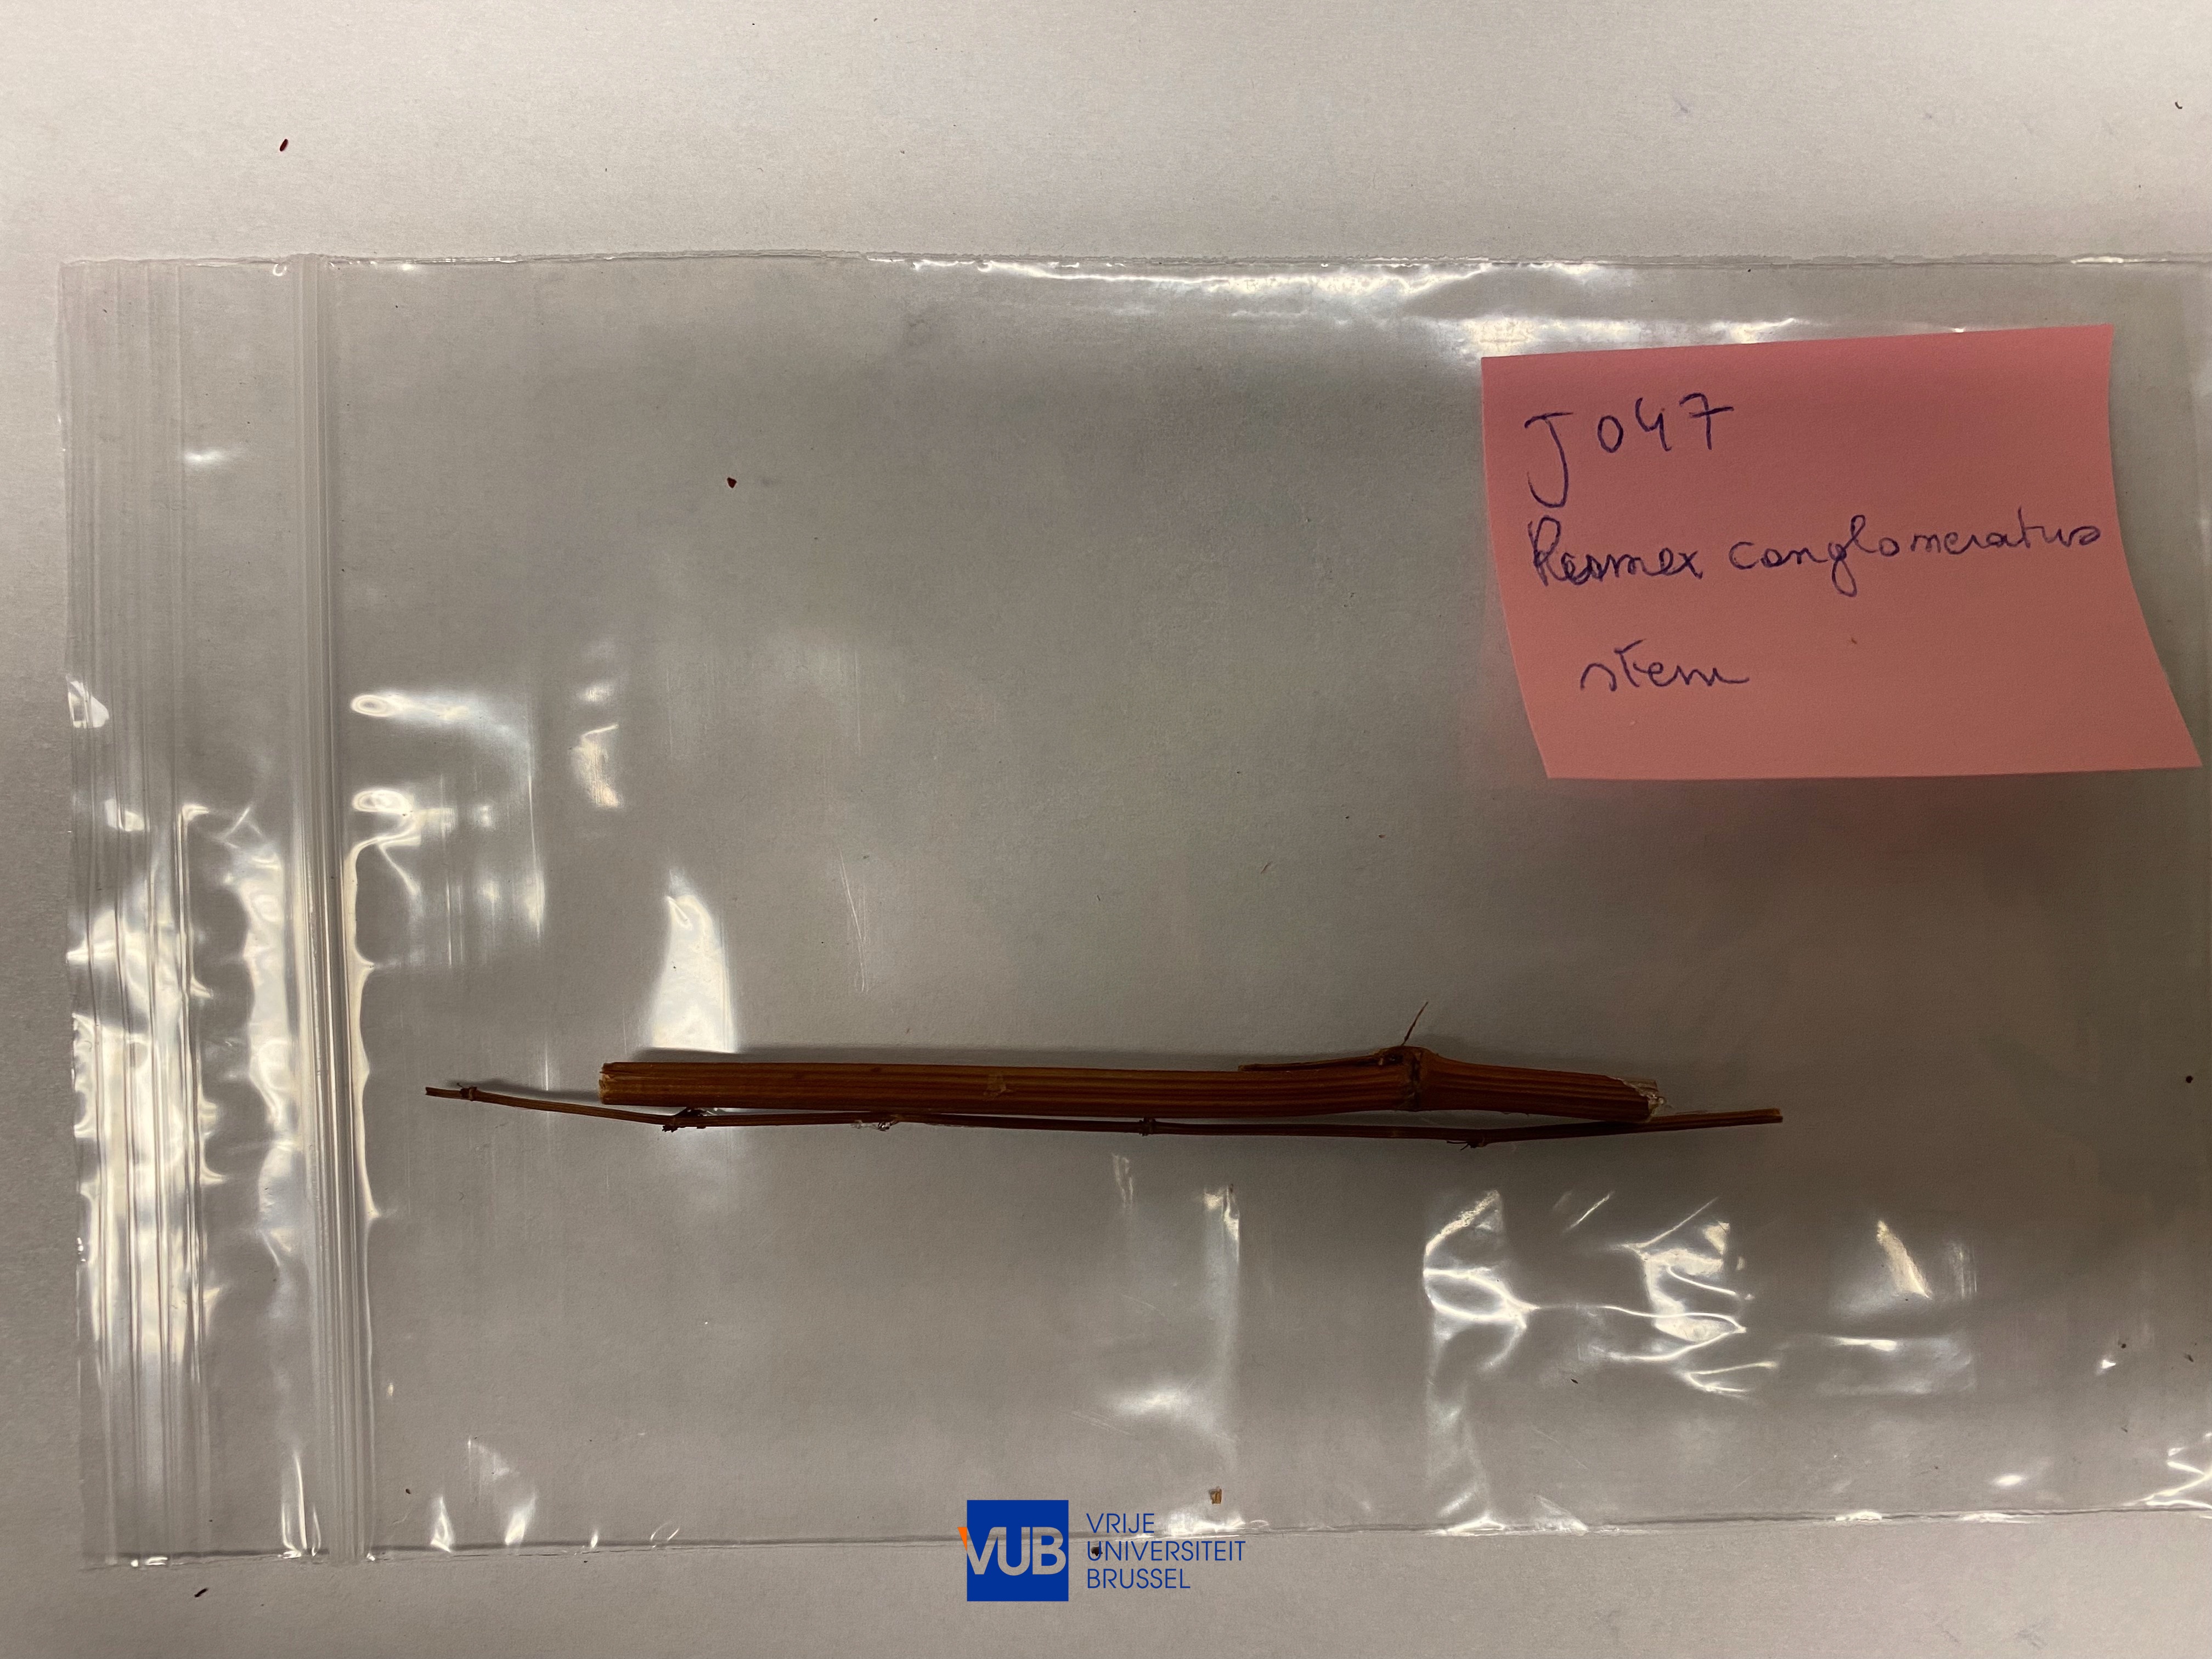 J047
Rumex conglomeratus
stem
VUB
VRIJE
UNIVERSITEIT
BRUSSEL